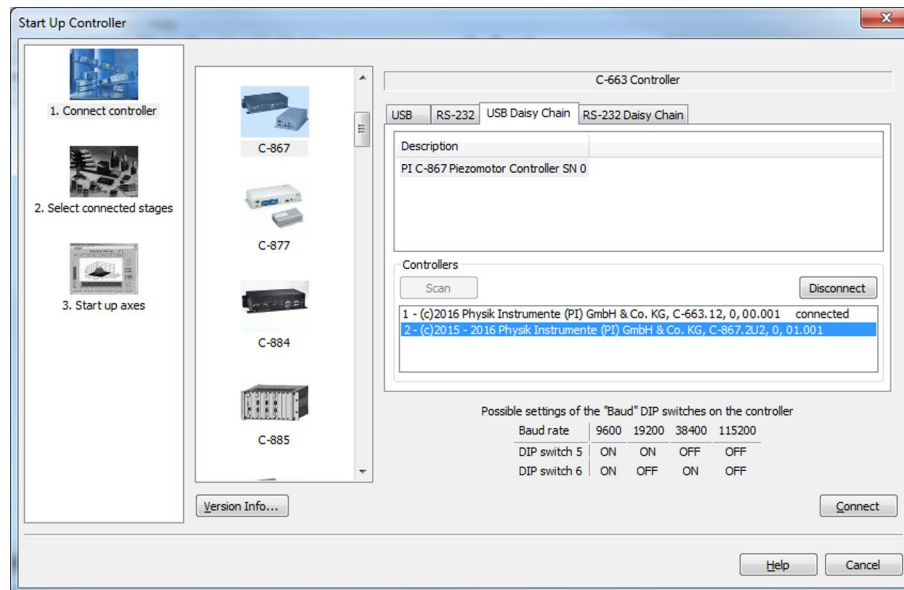 Start Up Controller
1. Connect controller
2. Select connected stages
3. Start up axes
C-867
C-877
C-884
C-885
Version Info...
C-663 Controller
USB RS-232 USB Daisy Chain RS-232 Daisy Chain
Description
PI C-867 Piezomotor Controller SN 0
Controllers
Scan Disconnect
1 - (c)2016 Physik Instrumente (PI) GmbH & Co. KG, C-663.12, 0, 00.001 connected
2 - (c)2015 - 2016 Physik Instrumente (PI) GmbH & Co. KG, C-867.2U2, 0, 01.001
Possible settings of the "Baud" DIP switches on the controller
Baud rate 9600 19200 38400 115200
DIP switch 5 ON ON OFF OFF
DIP switch 6 ON OFF ON OFF
Connect
Help Cancel